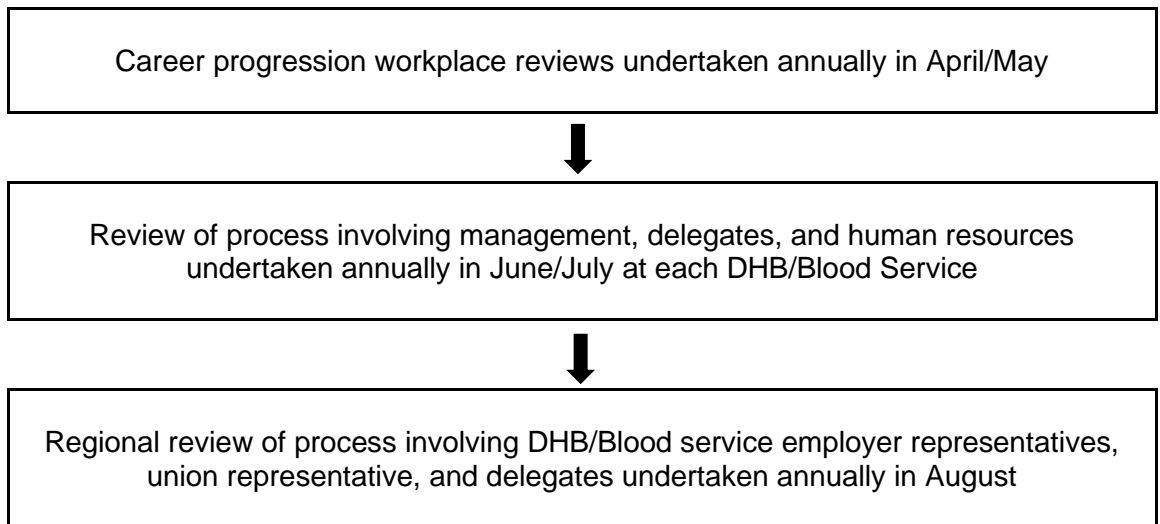 Career progression workplace reviews undertaken annually in April/May
Review of process involving management, delegates, and human resources
undertaken annually in June/July at each DHB/Blood Service
Regional review of process involving DHB/Blood service employer representatives,
union representative, and delegates undertaken annually in August